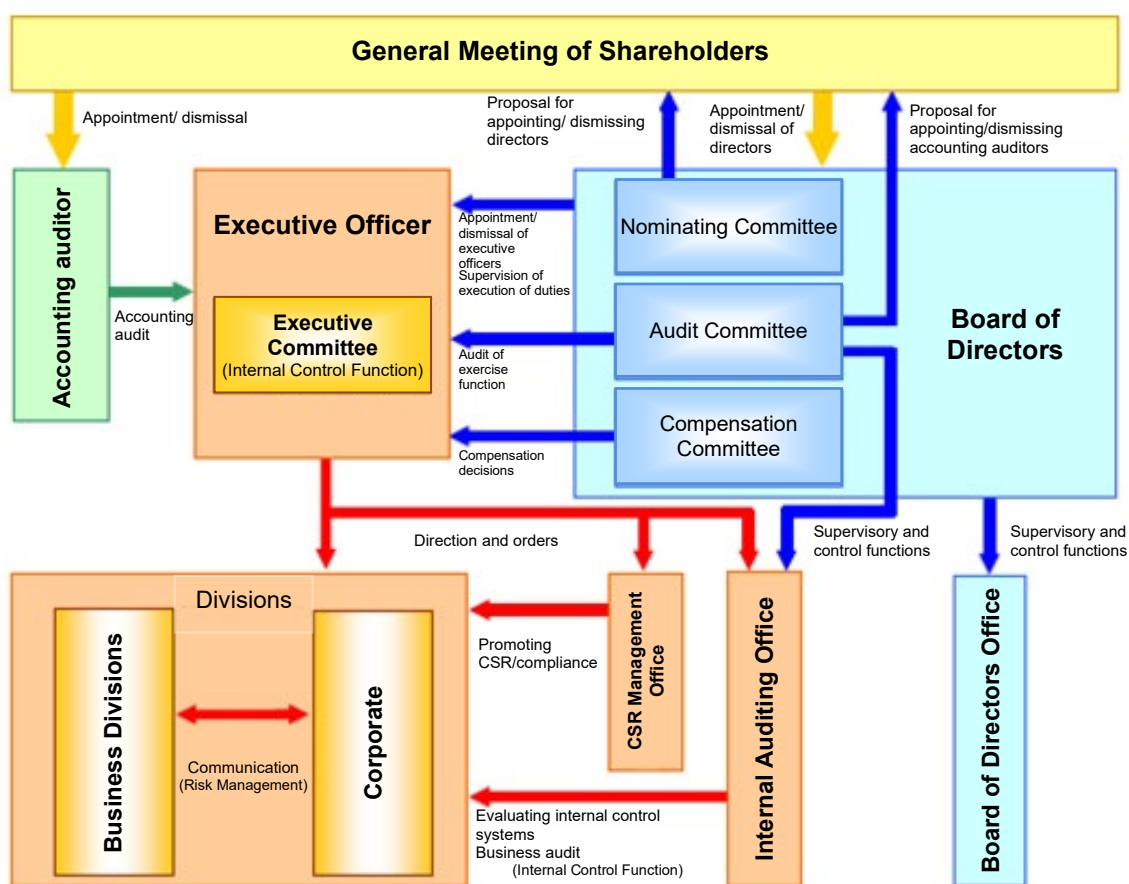 General Meeting of Shareholders
Appointment/ dismissal
Proposal for
appointing/ dismissing
directors
Appointment/
dismissal of
directors
Proposal for
appointing/dismissing
accounting auditors
Accounting auditor
Accounting
audit
Executive Officer
Executive
Committee
(Internal Control Function)
Appointment/
dismissal of
executive
officers
Supervision of
execution of duties
Audit of
exercise
function
Compensation
decisions
Nominating Committee
Audit Committee
Compensation
Committee
Board of
Directors
Direction and orders
Supervisory and
control functions
Supervisory and
control functions
Divisions
Business Divisions
Communication
(Risk Management)
Corporate
Promoting
CSR/compliance
CSR Management
Office
Internal Auditing Office
Board of Directors Office
Evaluating internal control
systems
Business audit
(Internal Control Function)